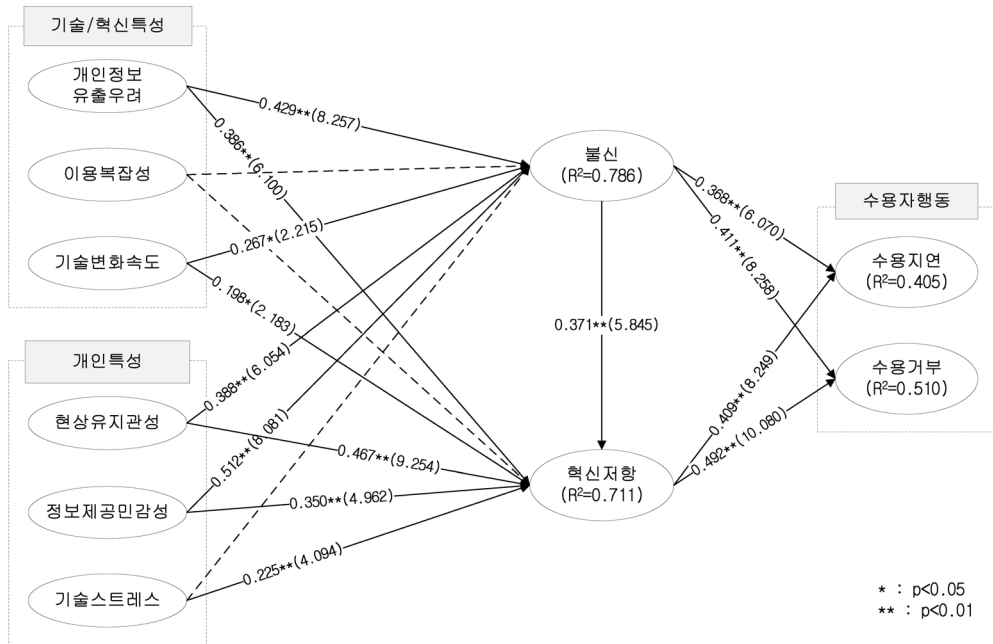 기술/혁신특성
개인정보
유출우려
이용복잡성
기술변화속도
개인특성
현상유지관성
정보제공민감성
기술스트레스
0.429**(8.257)
0.386**(6.100)
0.267*(2.215)
0.198*(2.183)
0.388**(6.054)
0.512**(8.081)
0.467**(9.254)
0.350**(4.962)
0.225**(4.094)
불신
(R²=0.786)
0.371**(5.845)
혁신저항
(R²=0.711)
0.368**(6.070)
0.411**(8.258)
0.409**(8.249)
0.492**(10.080)
수용자행동
수용지연
(R²=0.405)
수용거부
(R²=0.510)
* : p<0.05
** : p<0.01